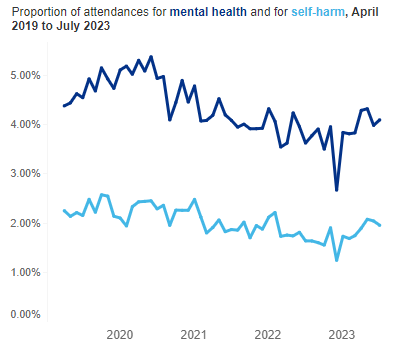 Proportion of attendances for mental health and for self-harm, April
2019 to July 2023
5.00%
4.00%
3.00%
2.00%
1.00%
0.00%
2020 2021 2022 2023